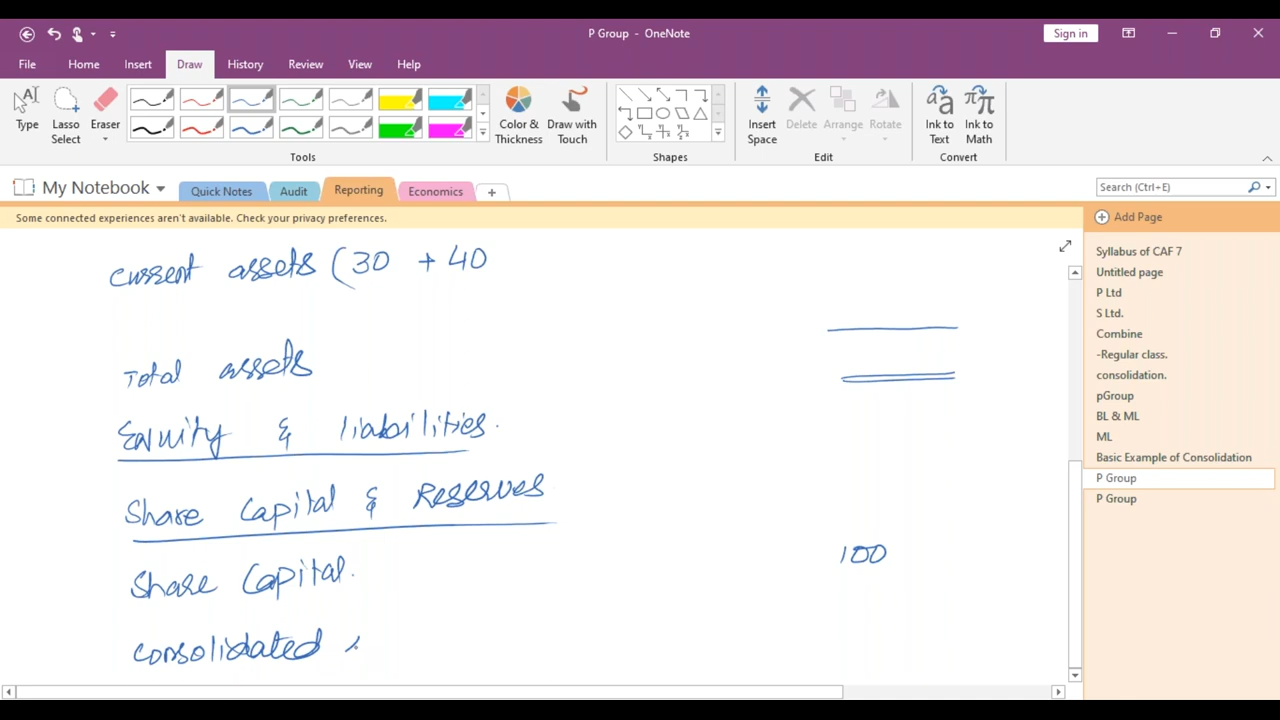 P Group - OneNote
Sign in
File Home Insert Draw History Review View Help
Type
Lasso Select
Eraser
Color & Thickness
Draw with Touch
Insert Space
Delete
Arrange
Rotate
Ink to Text
Ink to Math
Tools
Shapes
Edit
Convert
My Notebook
Quick Notes
Audit
Reporting
Economics
Search (Ctrl+E)
Some connected experiences aren't available. Check your privacy preferences.
Add Page
Syllabus of CAF 7
Untitled page
P Ltd
S Ltd.
Combine
-Regular class.
consolidation.
pGroup
BL & ML
ML
Basic Example of Consolidation
P Group
P Group
Current assets (30 + 40
Total assets
Equity & liabilities.
Share Capital & Reserves
Share Capital. 100
Consolidated